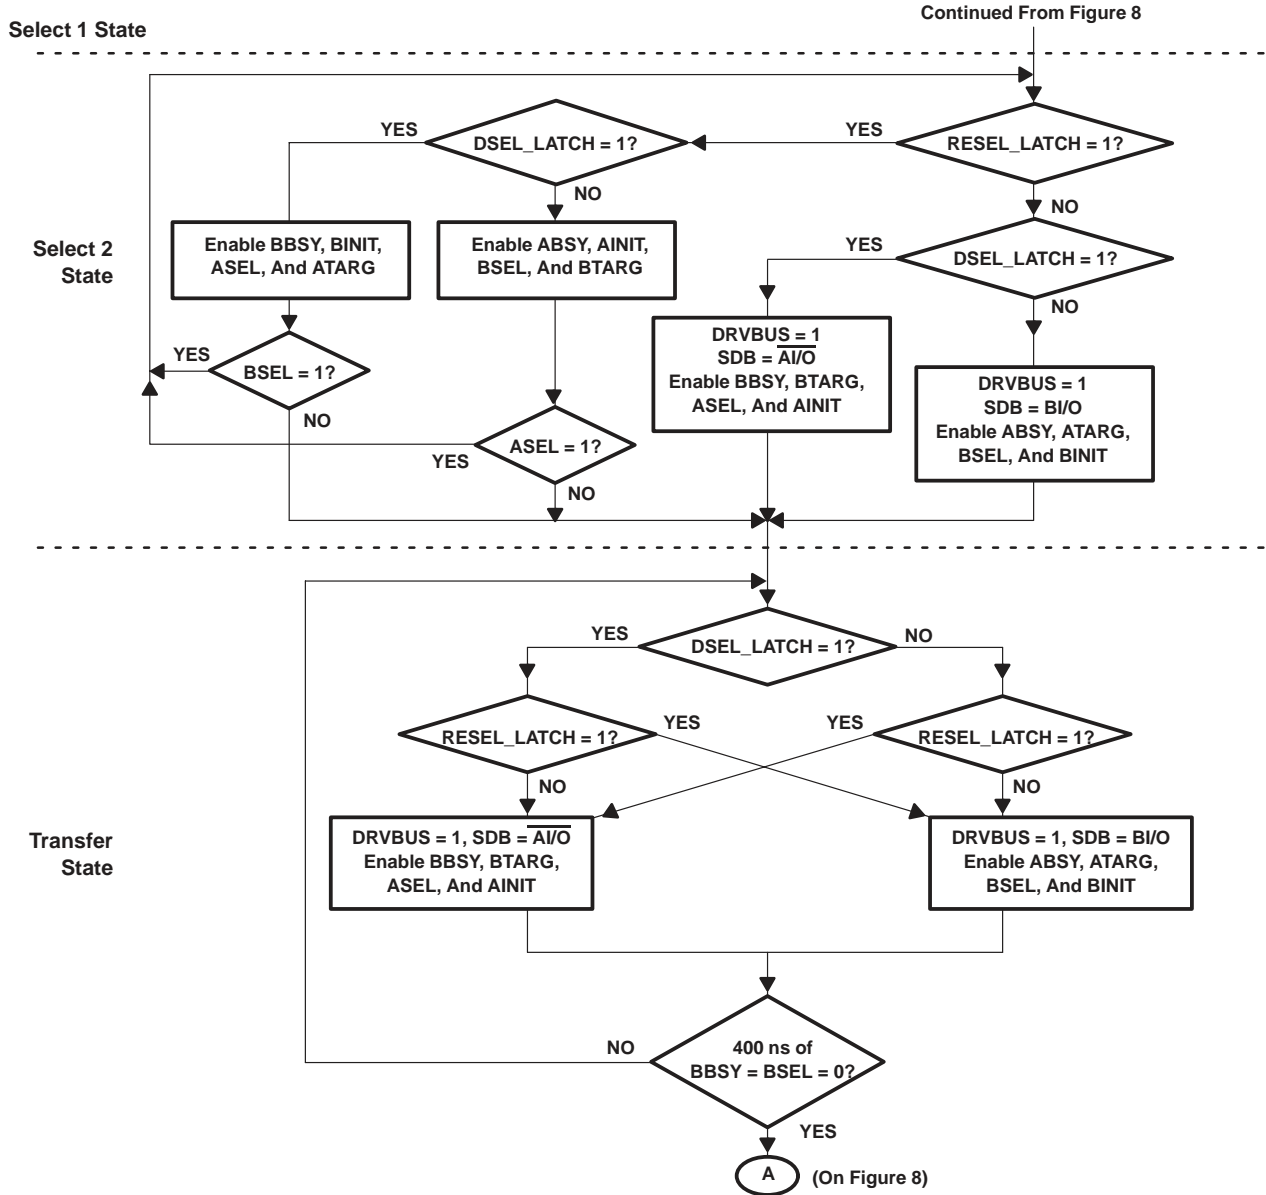 Continued From Figure 8
Select 1 State
YES
DSEL_LATCH = 1?
YES
RESEL_LATCH = 1?
NO
NO
Select 2
State
Enable BBSY, BINIT,
ASEL, And ATARG
Enable ABSY, AINIT,
BSEL, And BTARG
YES
DSEL_LATCH = 1?
NO
DRVBUS = 1
SDB = AI/O
Enable BBSY, BTARG,
ASEL, And AINIT
YES
BSEL = 1?
NO
DRVBUS = 1
SDB = BI/O
Enable ABSY, ATARG,
BSEL, And BINIT
YES
ASEL = 1?
NO
YES
DSEL_LATCH = 1?
NO
RESEL_LATCH = 1?
YES
YES
RESEL_LATCH = 1?
NO
NO
Transfer
State
DRVBUS = 1, SDB = AI/O
Enable BBSY, BTARG,
ASEL, And AINIT
DRVBUS = 1, SDB = BI/O
Enable ABSY, ATARG,
BSEL, And BINIT
NO
400 ns of
BBSY = BSEL = 0?
YES
A
(On Figure 8)